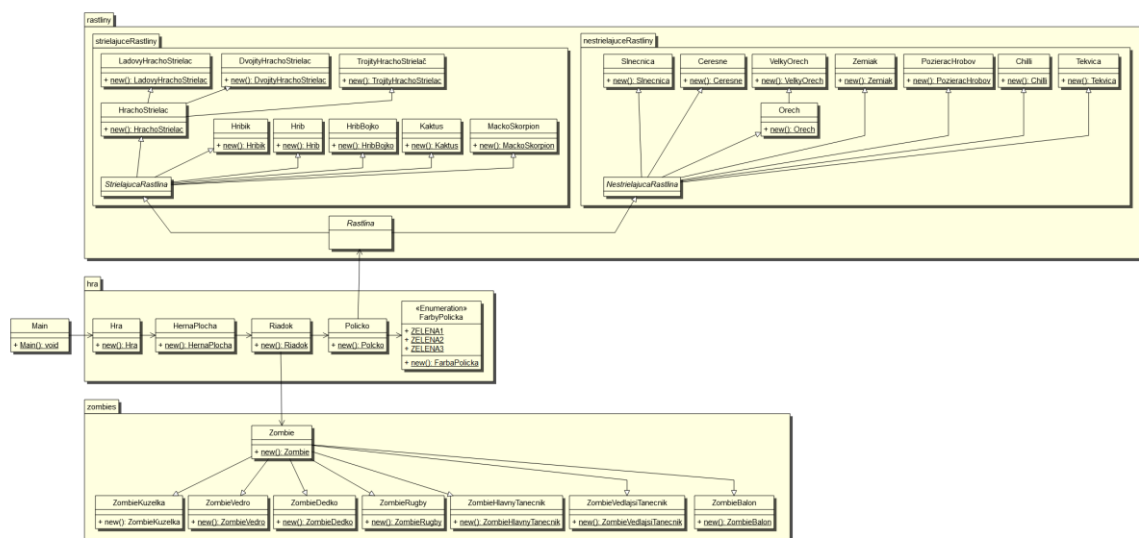 rastliny
strielajuceRastliny
LadovyHrachoStrielac
+ new(): LadovyHrachoStrielac
DvojityHrachoStrielac
+ new(): DvojityHrachoStrielac
TrojityHrachoStrielač
+ new(): TrojityHrachoStrielac
HrachoStrielac
+ new(): HrachoStrielac
Hribik
+ new(): Hribik
Hrib
+ new(): Hrib
HribBojko
+ new(): HribBojko
Kaktus
+ new(): Kaktus
MackoSkorpion
+ new(): MackoSkorpion
StrielajucaRastlina
nestrielajuceRastliny
Slnecnica
+ new(): Slnecnica
Ceresne
+ new(): Ceresne
VelkyOrech
+ new(): VelkyOrech
Zemiak
+ new(): Zemiak
PozieracHrobov
+ new(): PozieracHrobov
Chilli
+ new(): Chilli
Tekvica
+ new(): Tekvica
Orech
+ new(): Orech
NestrielajucaRastlina
Rastlina
hra
Main
+ Main(): void
Hra
+ new(): Hra
HernaPlocha
+ new(): HernaPlocha
Riadok
+ new(): Riadok
Policko
+ new(): Polcko
«Enumeration»
FarbyPolicka
+ ZELENA1
+ ZELENA2
+ ZELENA3
+ new(): FarbaPolicka
zombies
Zombie
+ new(): Zombie
ZombieKuzelka
+ new(): ZombieKuzelka
ZombieVedro
+ new(): ZombieVedro
ZombieDedko
+ new(): ZombieDedko
ZombieRugby
+ new(): ZombieRugby
ZombieHlavnyTanecnik
+ new(): ZombieHlavnyTanecnik
ZombieVedlajsiTanecnik
+ new(): ZombieVedlajsiTanecnik
ZombieBalon
+ new(): ZombieBalon